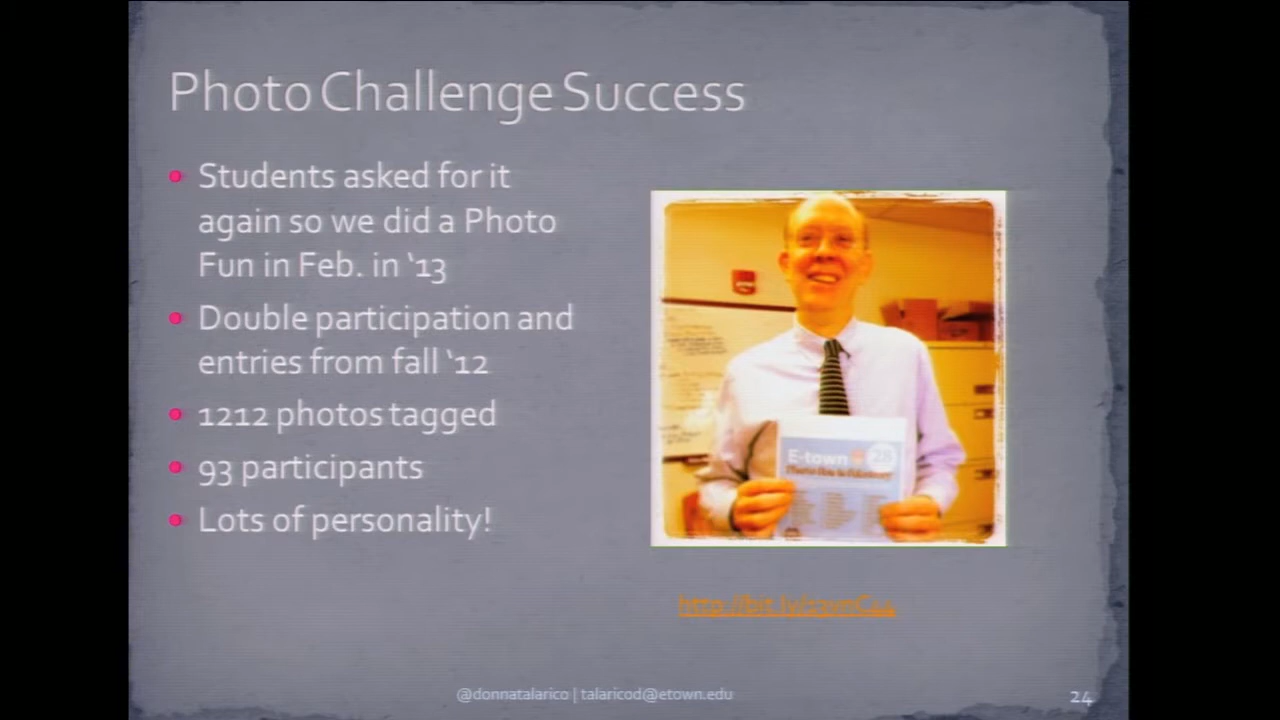 Photo Challenge Success
Students asked for it
again so we did a Photo
Fun in Feb. in ‘13
Double participation and
entries from fall ‘12
1212 photos tagged
93 participants
Lots of personality!
E-town
28
@donnatalarico | talaricod@etown.edu
24